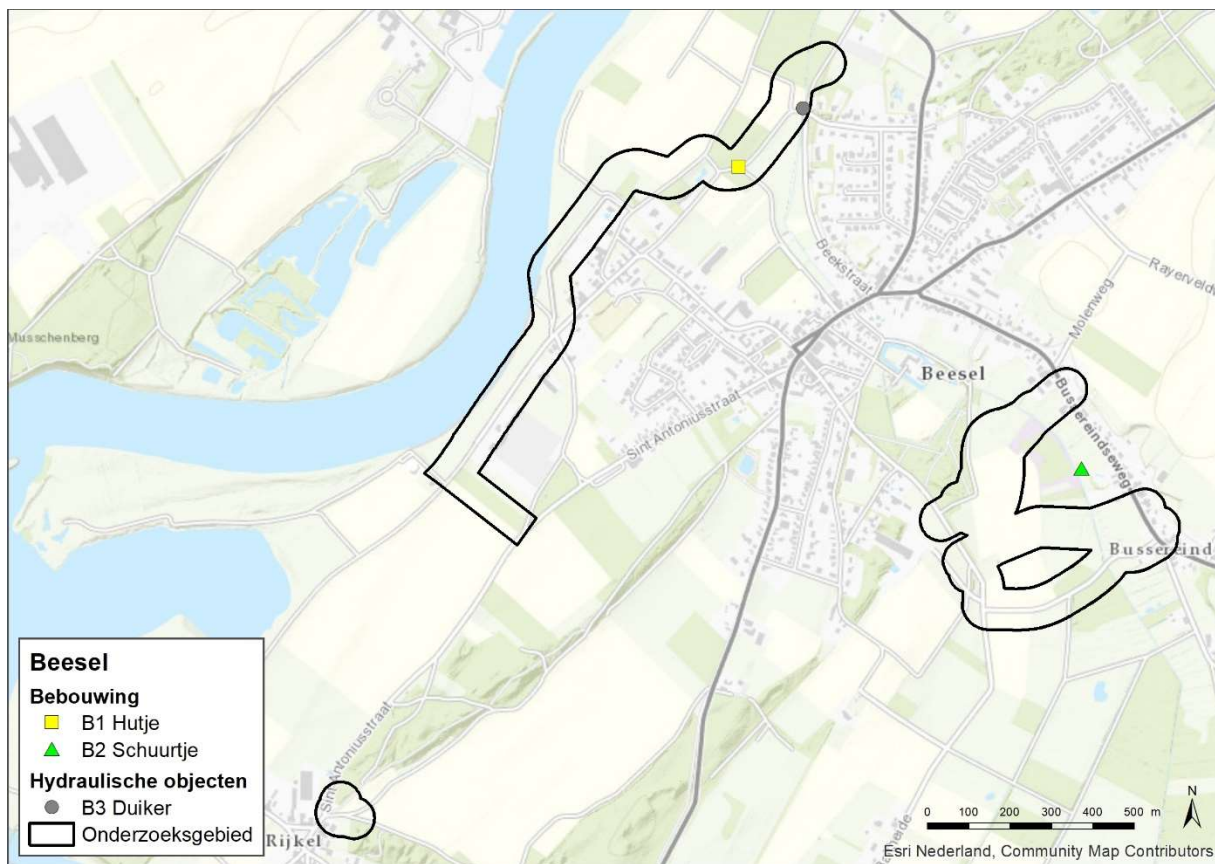 Musschenberg
Beekstraat
Molenweg
Rayerveldw
Beesel
Bussereindseweg
Sint Antoniusstraat
Bussereind
Sint Antoniusstraat
Rijkel
Beesel
Bebouwing
B1 Hutje
B2 Schuurtje
Hydraulische objecten
B3 Duiker
Onderzoeksgebied
N
0 100 200 300 400 500 m
Esri Nederland, Community Map Contributors